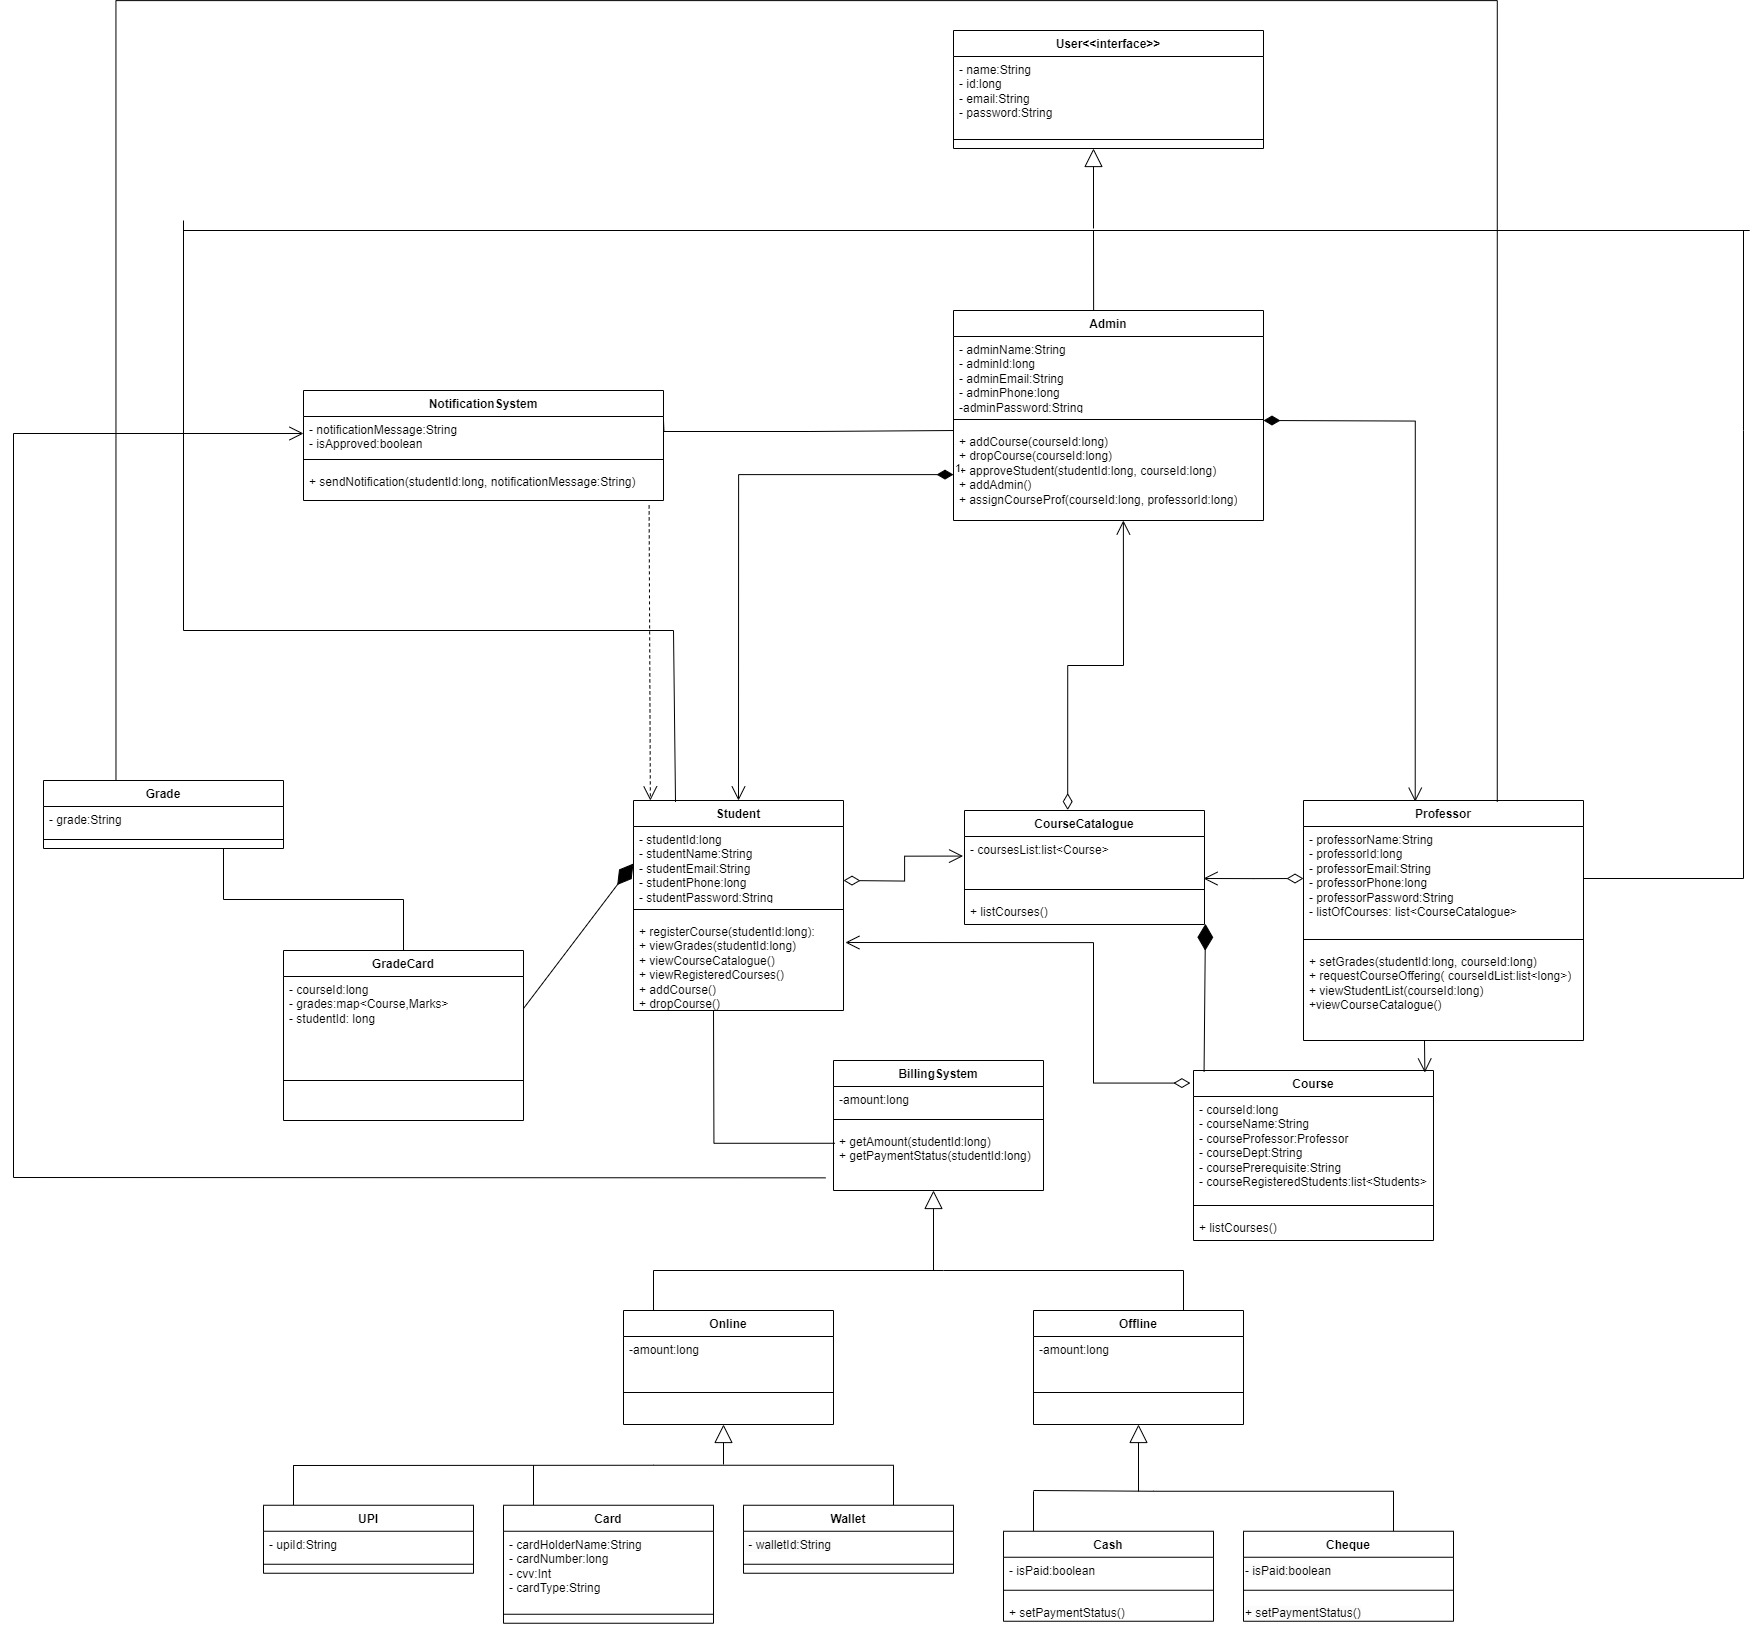 User<<interface>>
- name:String
- id:long
- email:String
- password:String
Admin
- adminName:String
- adminId:long
- adminEmail:String
- adminPhone:long
-adminPassword:String
+ addCourse(courseId:long)
+ dropCourse(courseId:long)
1
+ approveStudent(studentId:long, courseId:long)
+ addAdmin()
+ assignCourseProf(courseId:long, professorId:long)
NotificationSystem
- notificationMessage:String
- isApproved:boolean
+ sendNotification(studentId:long, notificationMessage:String)
Grade
- grade:String
Student
- studentId:long
- studentName:String
- studentEmail:String
- studentPhone:long
- studentPassword:String
+ registerCourse(studentId:long):
+ viewGrades(studentId:long)
+ viewCourseCatalogue()
+ viewRegisteredCourses()
+ addCourse()
+ dropCourse()
CourseCatalogue
- coursesList:list<Course>
+ listCourses()
Professor
- professorName:String
- professorId:long
- professorEmail:String
- professorPhone:long
- professorPassword:String
- listOfCourses: list<CourseCatalogue>
+ setGrades(studentId:long, courseId:long)
+ requestCourseOffering( courseIdList:list<long>)
+ viewStudentList(courseId:long)
+viewCourseCatalogue()
GradeCard
- courseId:long
- grades:map<Course,Marks>
- studentId: long
BillingSystem
-amount:long
+ getAmount(studentId:long)
+ getPaymentStatus(studentId:long)
Course
- courseId:long
- courseName:String
- courseProfessor:Professor
- courseDept:String
- coursePrerequisite:String
- courseRegisteredStudents:list<Students>
+ listCourses()
Online
-amount:long
Offline
-amount:long
UPI
- upiId:String
Card
- cardHolderName:String
- cardNumber:long
- cvv:Int
- cardType:String
Wallet
- walletId:String
Cash
- isPaid:boolean
+ setPaymentStatus()
Cheque
- isPaid:boolean
+ setPaymentStatus()